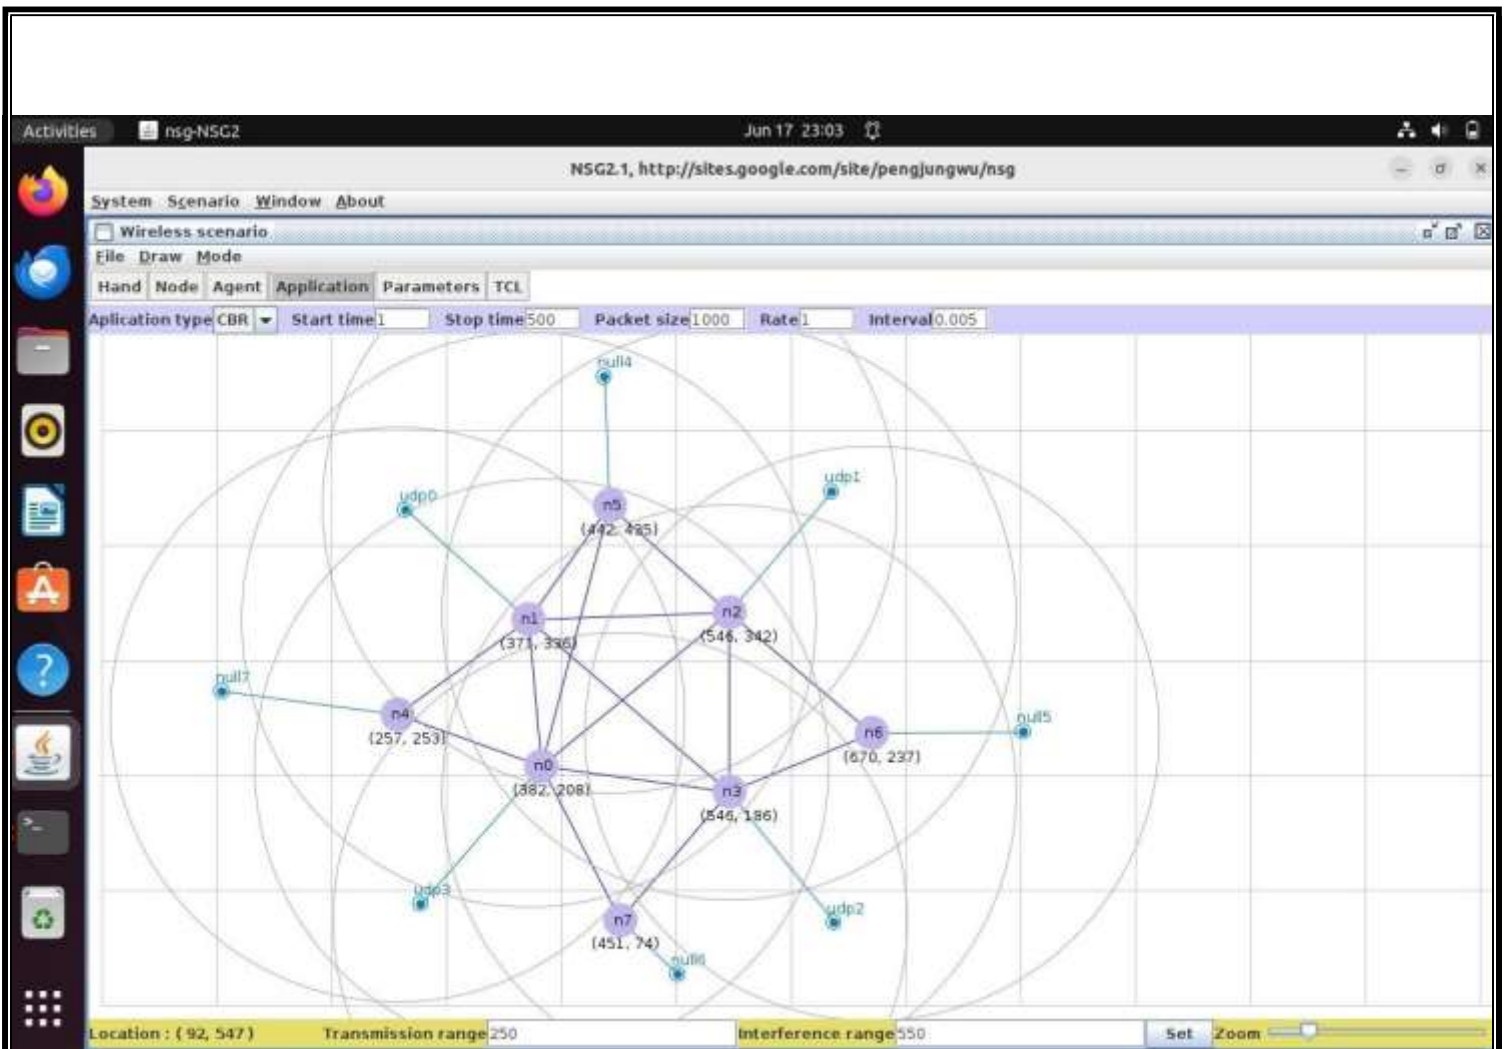 Activities nsg-NSG2 Jun 17 23:03
NSG2.1, http://sites.google.com/site/pengjungwu/nsg
System Scenario Window About
Wireless scenario
File Draw Mode
Hand Node Agent Application Parameters TCL
Aplication type CBR Start time 1 Stop time 500 Packet size 1000 Rate 1 Interval 0.005
null4
udp1
udp0
n5
(442, 435)
n1
n2
(371, 336)
(546, 342)
null7
n4
null5
(257, 253)
n6
(670, 237)
n0
(382, 208)
n3
(546, 186)
udp3
udp2
n7
(451, 74)
null6
Location : ( 92, 547 ) Transmission range 250 Interference range 550 Set Zoom